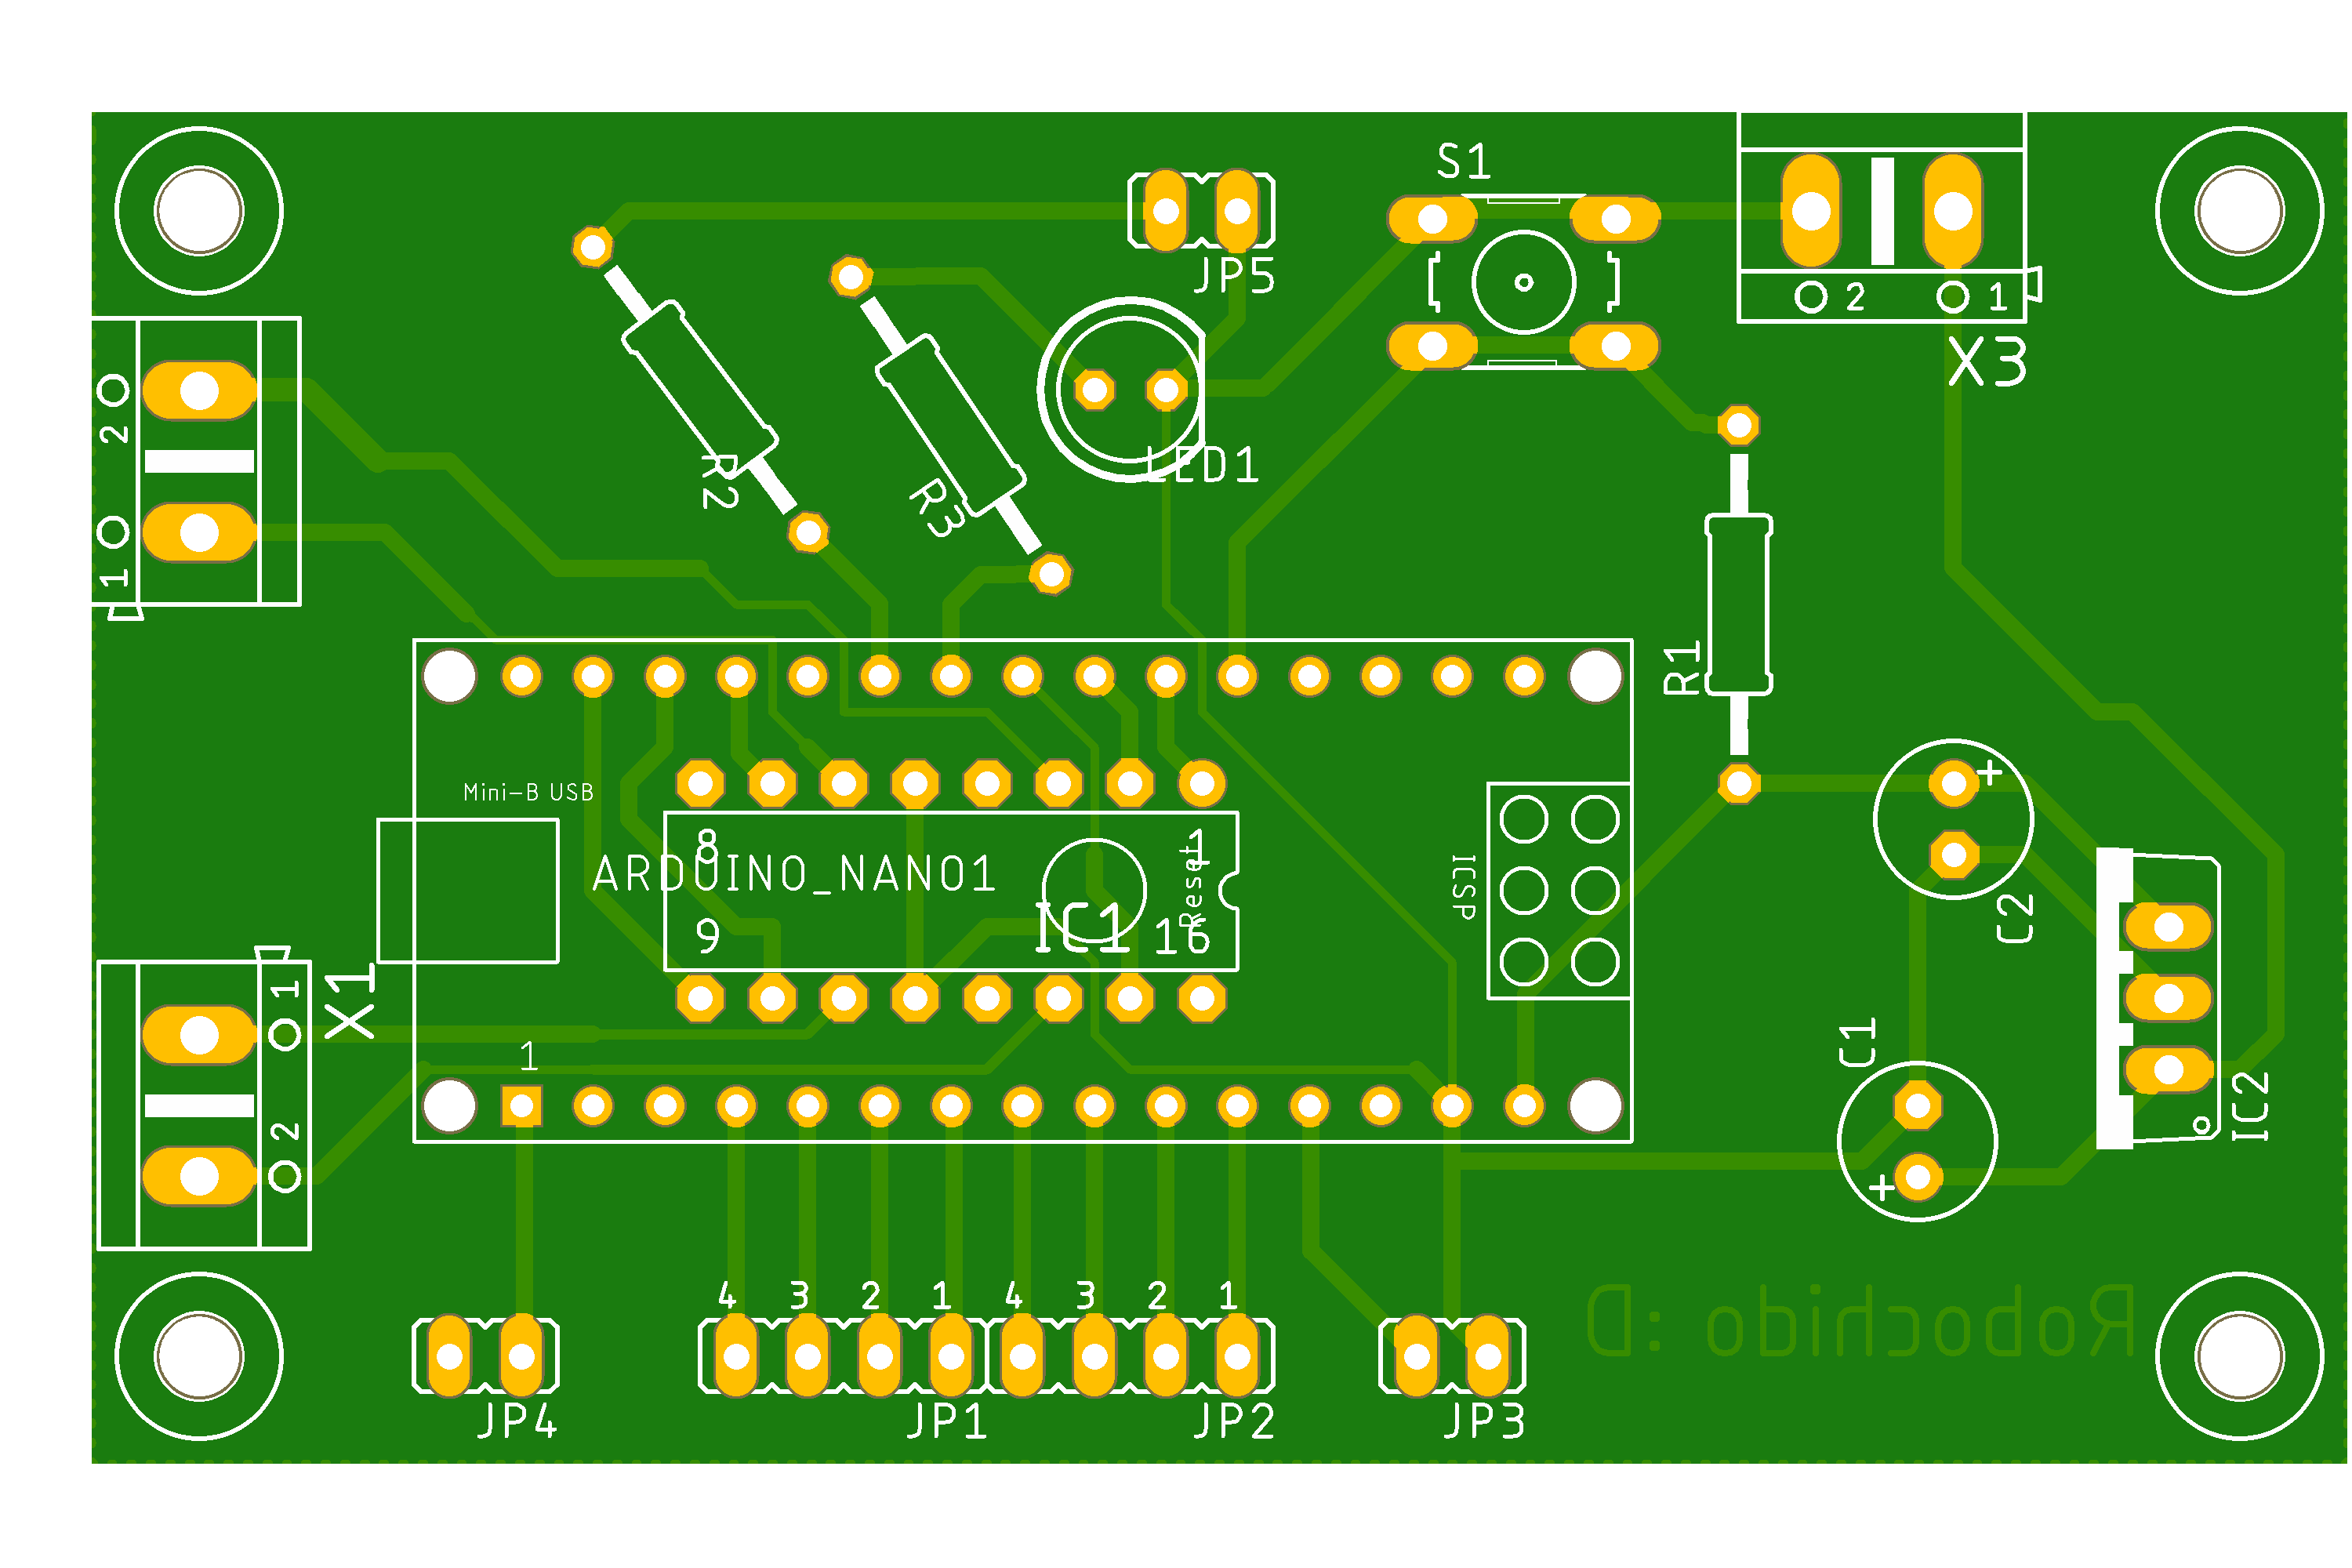 S1
JP5
2 1
X3
2
1
R2
R3
LED1
R1
Mini-B USB
+
8
1
ARDUINO_NANO1
Reset
ICSP
IC1
9
16
C2
X1
1
2
1
C1
IC2
+
4 3 2 1 4 3 2 1
Robochido :D
JP4
JP1
JP2
JP3